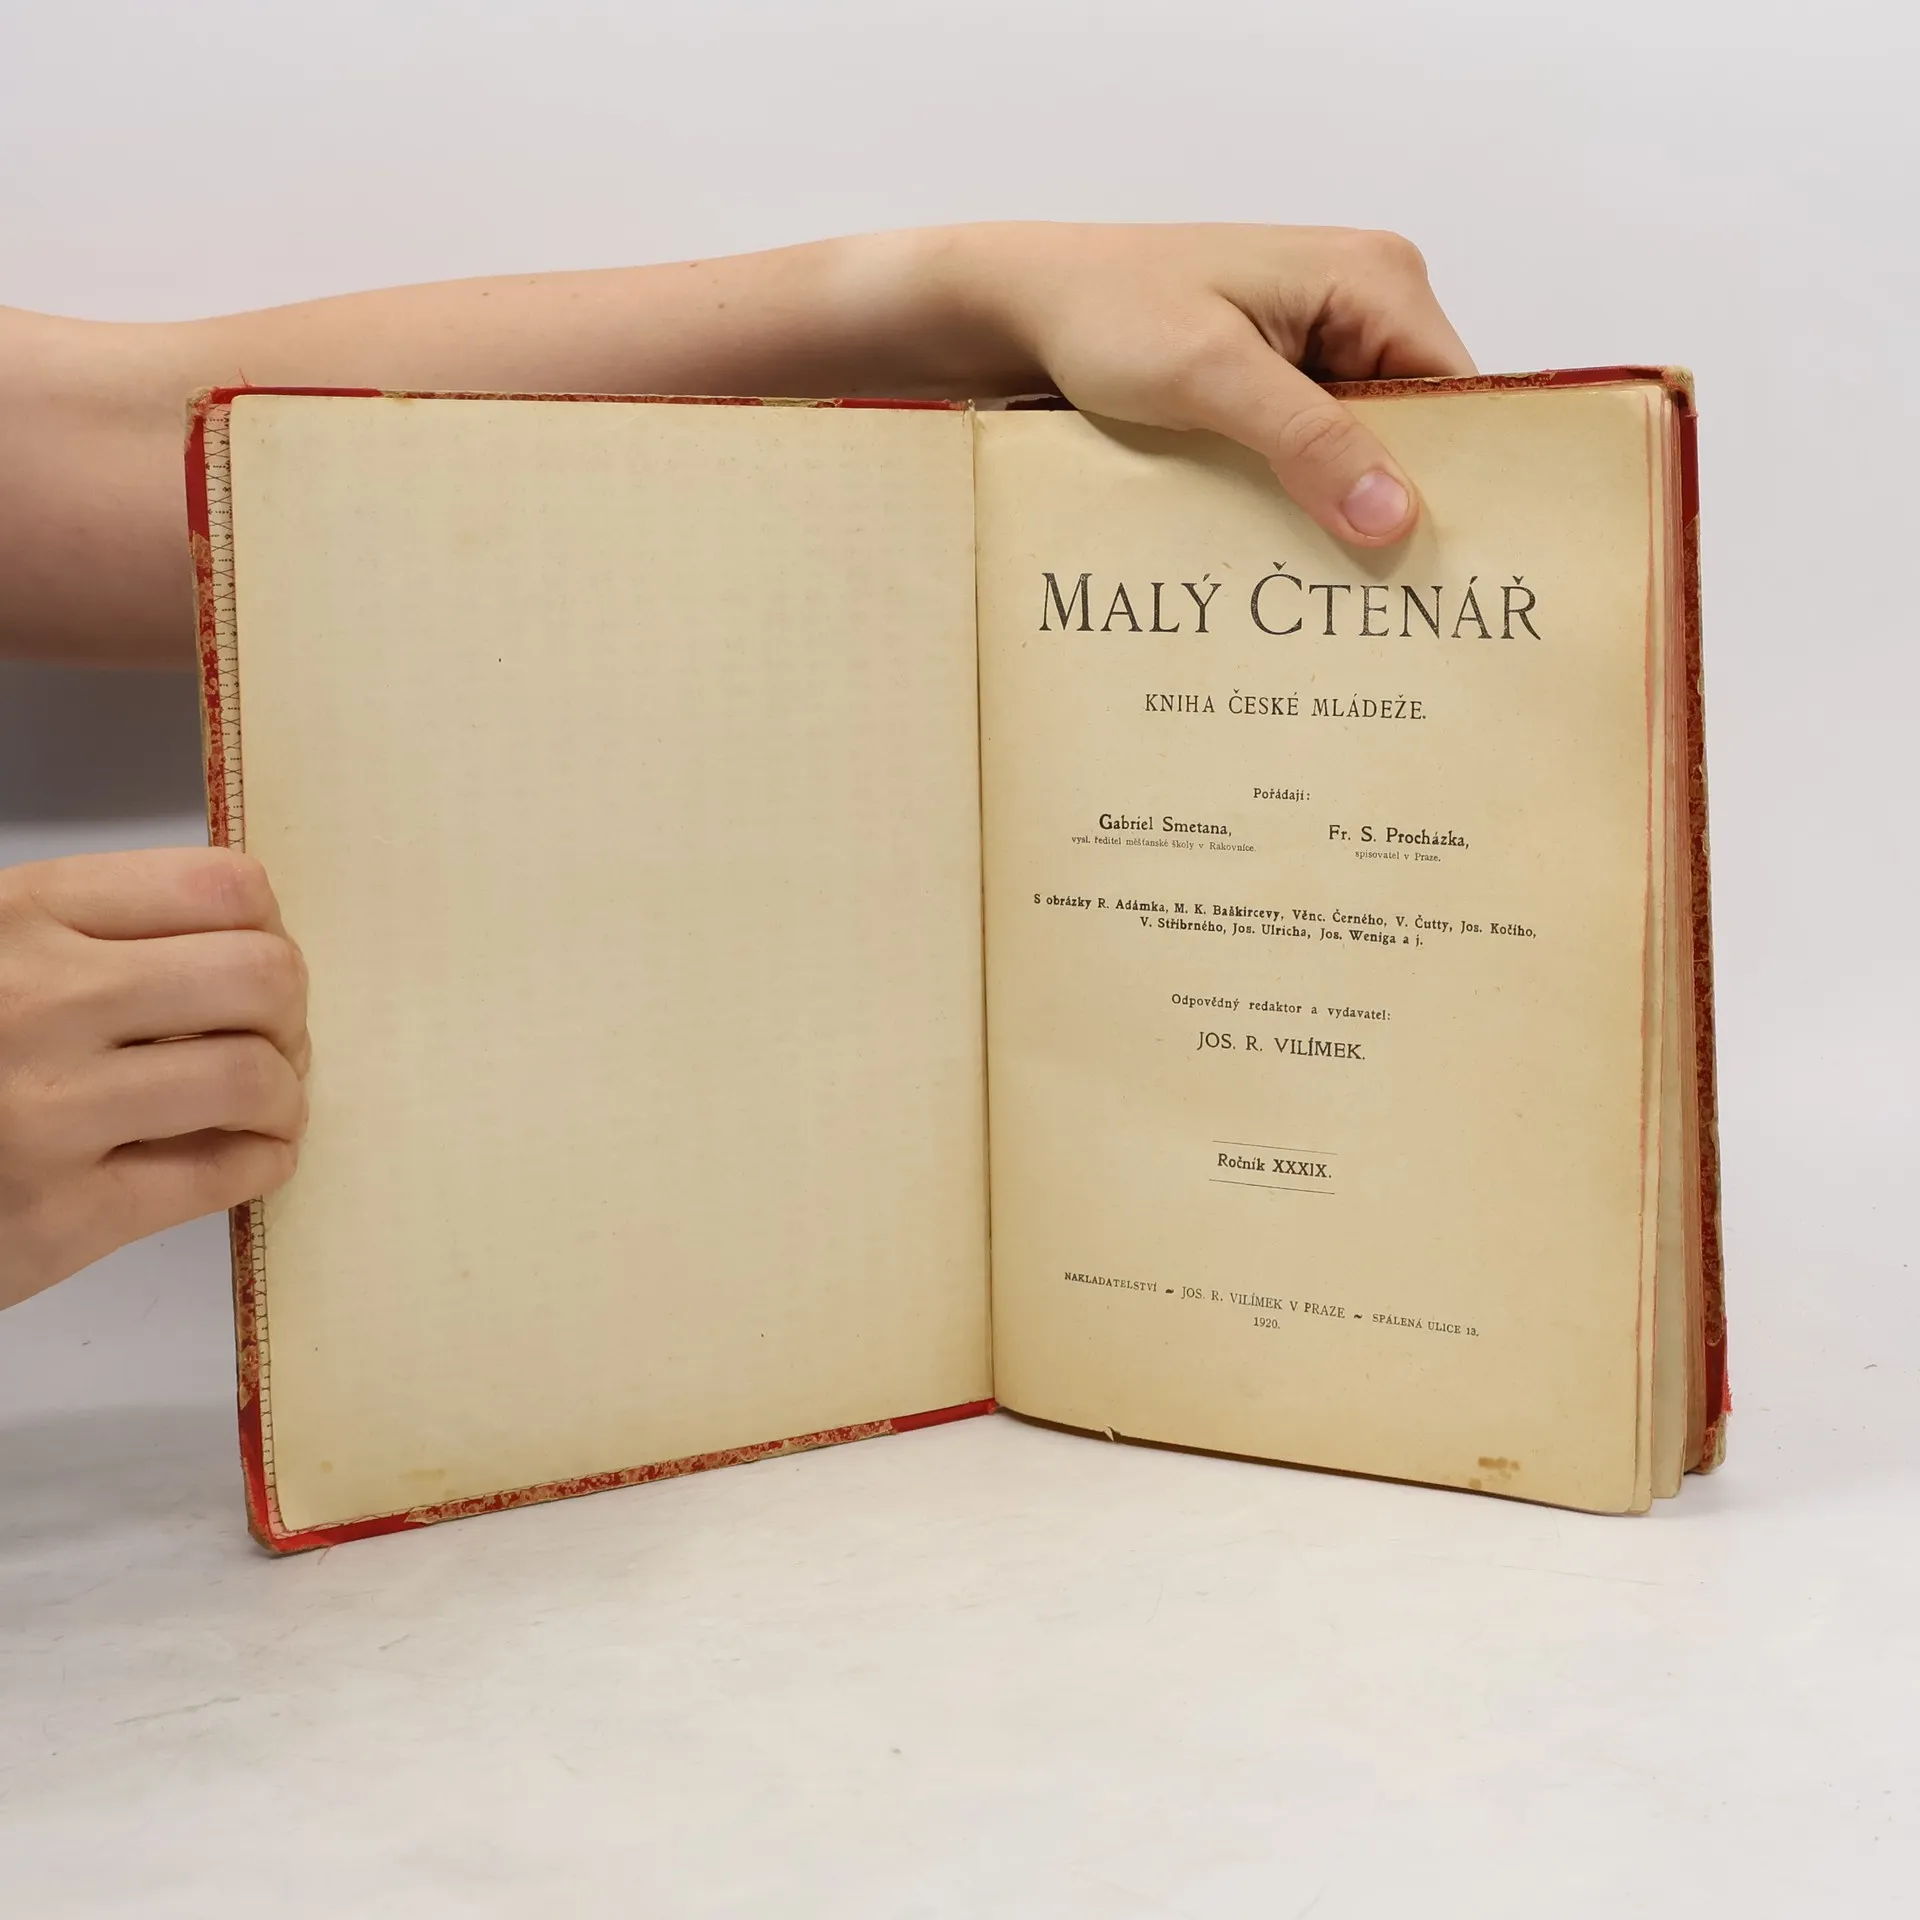 MALÝ ČTENÁŘ
KNIHA ČESKÉ MLÁDEŽE.
Pořádají:
Gabriel Smetana,
vysl. ředitel měšťanské školy v Rakovníce.
Fr. S. Procházka,
spisovatel v Praze.
S obrázky R. Adámka, M. K. Baškircevy, Věnc. Černého, V. Čutty, Jos. Kočího,
V. Stříbrného, Jos. Ulricha, Jos. Weniga a j.
Odpovědný redaktor a vydavatel:
JOS. R. VILÍMEK.
Ročník XXXIX.
NAKLADATELSTVÍ ~ JOS. R. VILÍMEK V PRAZE ~ SPÁLENÁ ULICE 13.
1920.